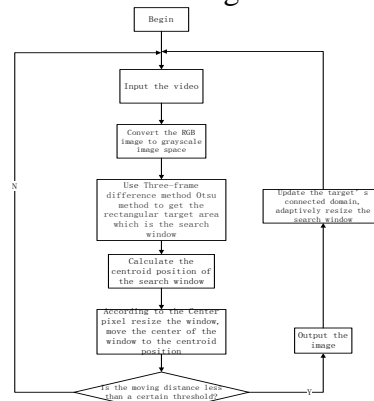 Begin
Input the video
Convert the RGB
image to grayscale
image space
Use Three-frame
difference method Otsu
method to get the
rectangular target area
which is the search
window
Calculate the
centroid position of
the search window
According to the Center
pixel resize the window,
move the center of the
window to the centroid
position
Is the moving distance less
than a certain threshold?
N
Y
Output the
image
Update the target's
connected domain,
adaptively resize the
search window